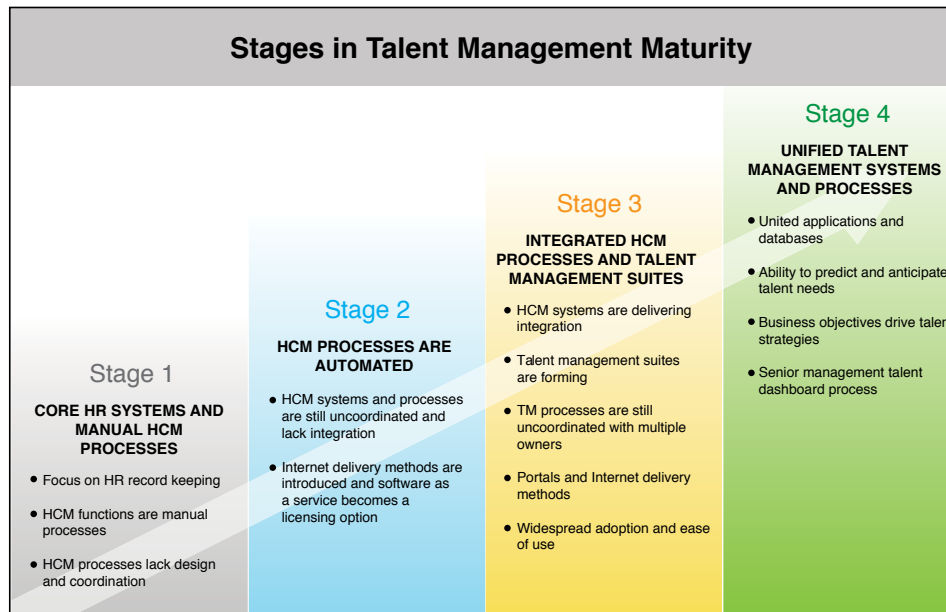 Stages in Talent Management Maturity
Stage 1
CORE HR SYSTEMS AND
MANUAL HCM
PROCESSES
• Focus on HR record keeping
• HCM functions are manual
processes
• HCM processes lack design
and coordination
Stage 2
HCM PROCESSES ARE
AUTOMATED
• HCM systems and processes
are still uncoordinated and
lack integration
• Internet delivery methods are
introduced and software as
a service becomes a
licensing option
Stage 3
INTEGRATED HCM
PROCESSES AND TALENT
MANAGEMENT SUITES
• HCM systems are delivering
integration
• Talent management suites
are forming
• TM processes are still
uncoordinated with multiple
owners
• Portals and Internet delivery
methods
• Widespread adoption and ease
of use
Stage 4
UNIFIED TALENT
MANAGEMENT SYSTEMS
AND PROCESSES
• United applications and
databases
• Ability to predict and anticipate
talent needs
• Business objectives drive talen
strategies
• Senior management talent
dashboard process